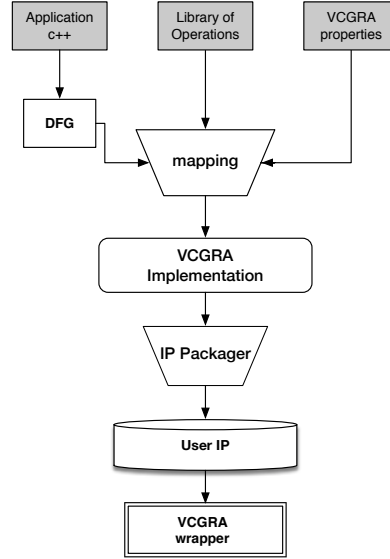 Application
c++
Library of
Operations
VCGRA
properties
DFG
mapping
VCGRA
Implementation
IP Packager
User IP
VCGRA
wrapper